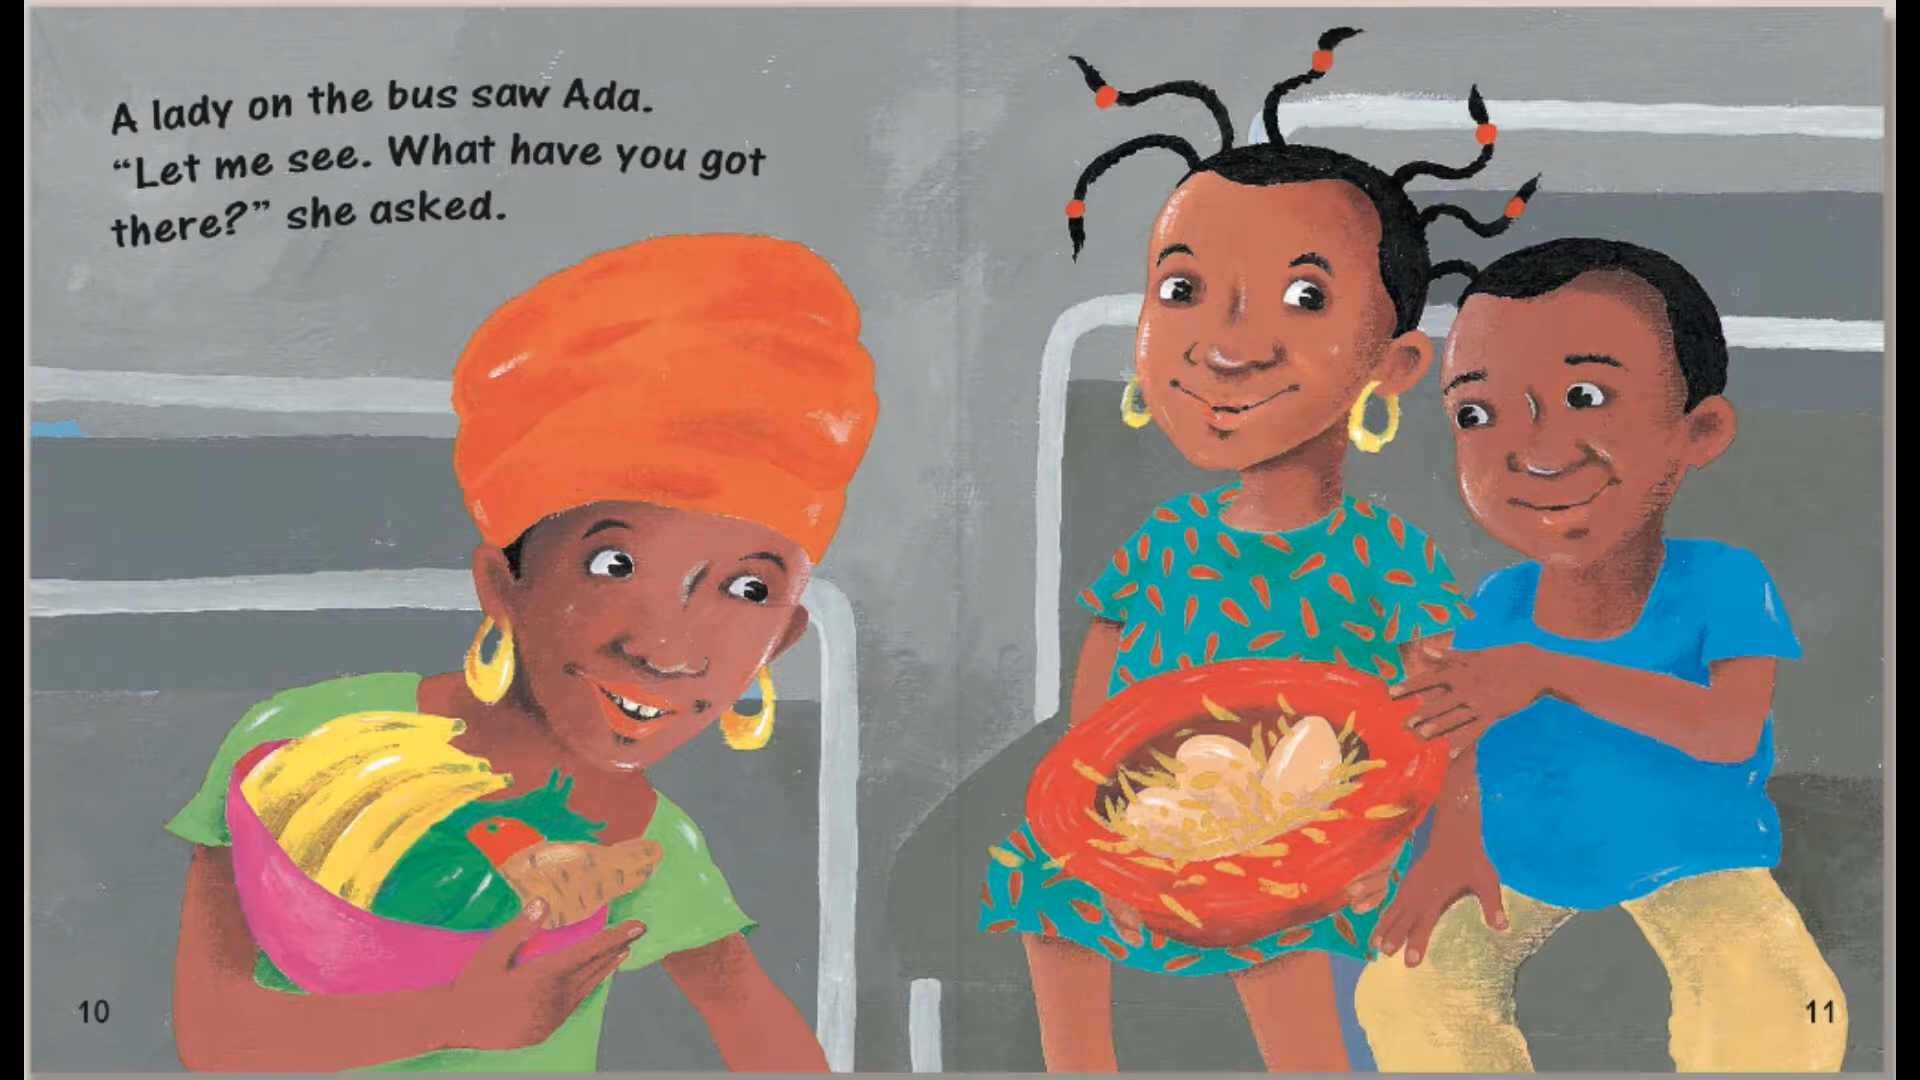 A lady on the bus saw Ada.
“Let me see. What have you got
there?” she asked.
10
11